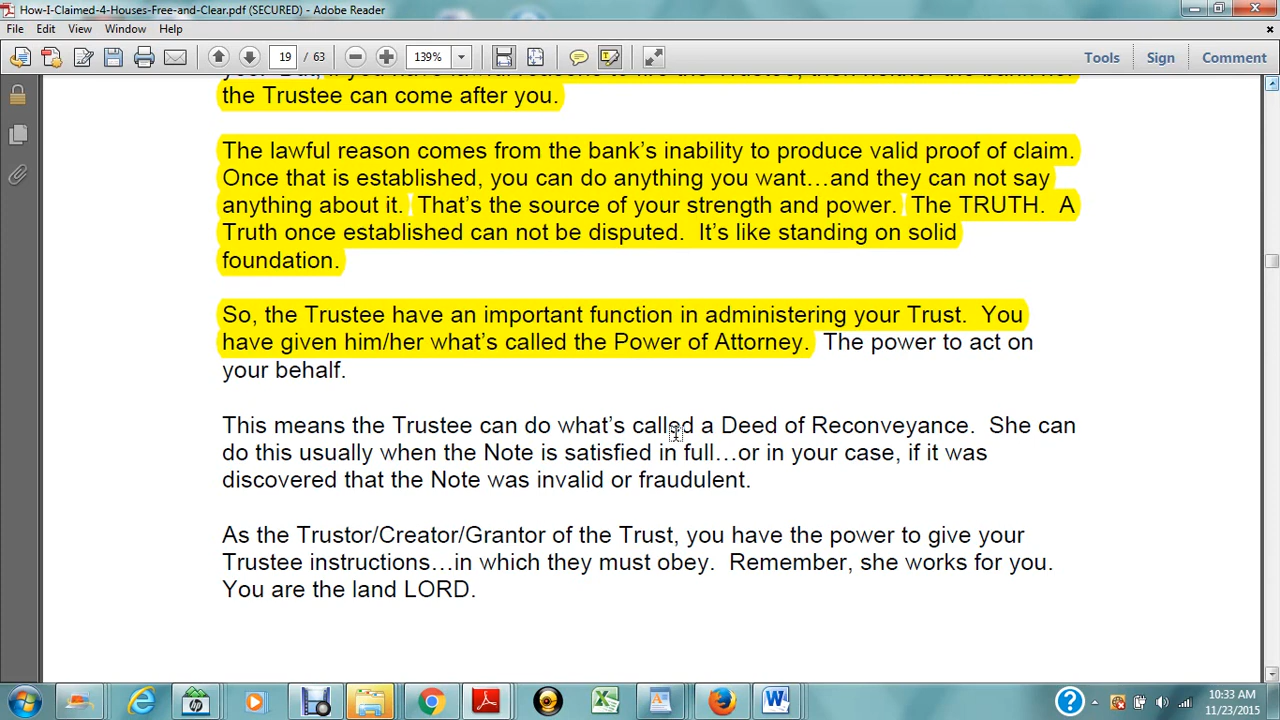 How-I-Claimed-4-Houses-Free-and-Clear.pdf (SECURED) - Adobe Reader
File Edit View Window Help
19 / 63 139% Tools Sign Comment
the Trustee can come after you.
The lawful reason comes from the bank's inability to produce valid proof of claim.
Once that is established, you can do anything you want…and they can not say
anything about it. That's the source of your strength and power. The TRUTH. A
Truth once established can not be disputed. It's like standing on solid
foundation.
So, the Trustee have an important function in administering your Trust. You
have given him/her what's called the Power of Attorney. The power to act on
your behalf.
This means the Trustee can do what's called a Deed of Reconveyance. She can
do this usually when the Note is satisfied in full…or in your case, if it was
discovered that the Note was invalid or fraudulent.
As the Trustor/Creator/Grantor of the Trust, you have the power to give your
Trustee instructions…in which they must obey. Remember, she works for you.
You are the land LORD.
10:33 AM
11/23/2015